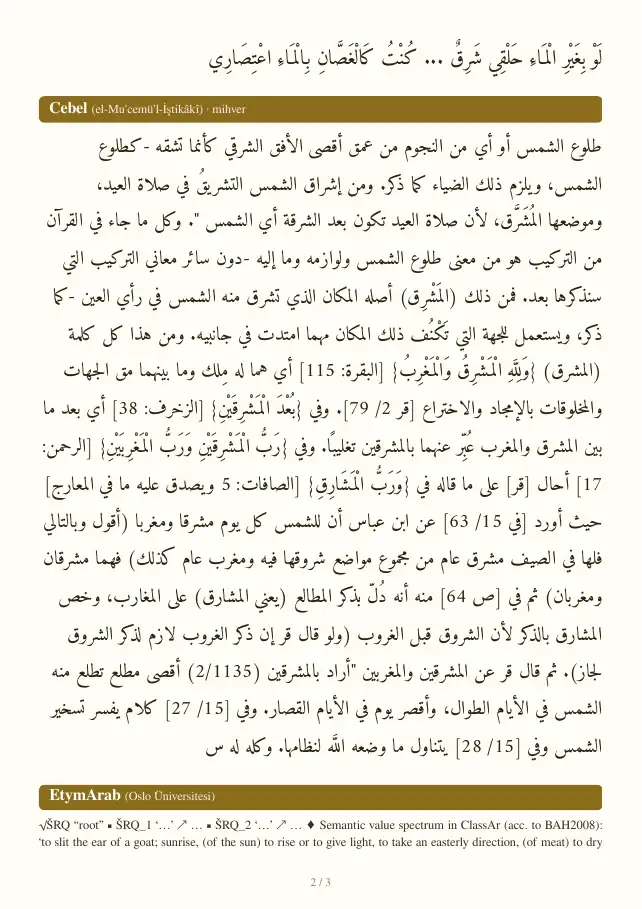 لَوْ بِغَيْرِ الْمَاءِ حَلْقِي شَرِقٌ ... كُنْتُ كَالْغَصَّانِ بِالْمَاءِ اعْتِصَارِي
Cebel (el-Mu'cemü'l-İştikâkî) · mihver
طلوع الشمس أو أي من النجوم من عمق أقصى الأفق الشرقي كأنما تشقه -كطلوع
الشمس، ويلزم ذلك الضياء كما ذكر. ومن إشراق الشمس التشريقُ في صلاة العيد،
وموضعها المُشَرَّق، لأن صلاة العيد تكون بعد الشرقة أي الشمس ". وكل ما جاء في القرآن
من التركيب هو من معنى طلوع الشمس ولوازمه وما إليه -دون سائر معاني التركيب التي
سنذكرها بعد. فمن ذلك (المَشْرِق) أصله المكان الذي تشرق منه الشمس في رأي العين -كما
ذكر، ويستعمل للجهة التي تَكْنُف ذلك المكان مهما امتدت في جانبيه. ومن هذا كل كلمة
(المشرق) {وَلِلَّهِ الْمَشْرِقُ وَالْمَغْرِبُ} [البقرة: 115] أي هما له مِلك وما بينهما مق الجهات
والمخلوقات بالإمجاد والاختراع [قر 2/ 79]. وفي {بُعْدَ الْمَشْرِقَيْنِ} [الزخرف: 38] أي بعد ما
بين المشرق والمغرب عُبِّر عنهما بالمشرقين تغليبًا. وفي {رَبُّ الْمَشْرِقَيْنِ وَرَبُّ الْمَغْرِبَيْنِ} [الرحمن:
17] أحال [قر] على ما قاله في {وَرَبُّ الْمَشَارِقِ} [الصافات: 5 ويصدق عليه ما في المعارج]
حيث أورد [في 15/ 63] عن ابن عباس أن للشمس كل يوم مشرقا ومغربا (أقول وبالتالي
فلها في الصيف مشرق عام من مجموع مواضع شروقها فيه ومغرب عام كذلك) فهما مشرقان
ومغربان) ثم في [ص 64] منه أنه دُلّ بذكر المطالع (يعني المشارق) على المغارب، وخص
المشارق بالذكر لأن الشروق قبل الغروب (ولو قال قر إن ذكر الغروب لازم لذكر الشروق
لجاز). ثم قال قر عن المشرقين والمغربين "أراد بالمشرقين (2/1135) أقصى مطلع تطلع منه
الشمس في الأيام الطوال، وأقصر يوم في الأيام القصار. وفي [15/ 27] كلام يفسر تسخير
الشمس وفي [15/ 28] يتناول ما وضعه الله لنظامها. وكله له س
EtymArab (Oslo Üniversitesi)
√ŠRQ “root” ▪ ŠRQ_1 ‘…’ ↗ … ▪ ŠRQ_2 ‘…’ ↗ … ♦ Semantic value spectrum in ClassAr (acc. to BAH2008):
‘to slit the ear of a goat; sunrise, (of the sun) to rise or to give light, to take an easterly direction, (of meat) to dry
2 / 3